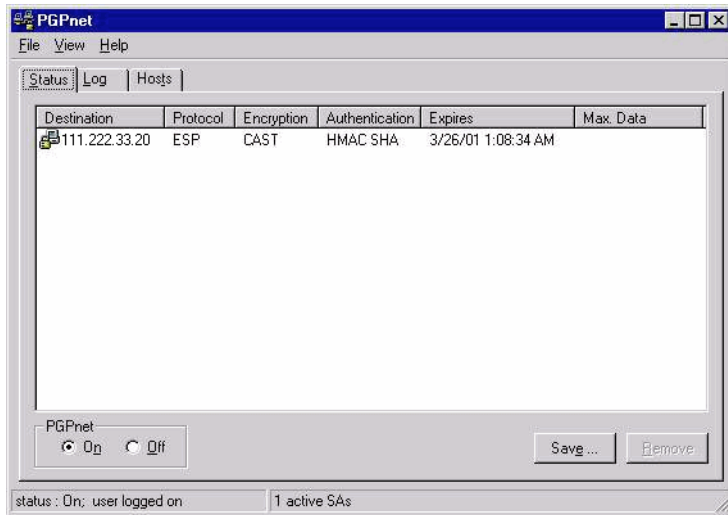 PGPnet
File View Help
Status Log Hosts
Destination Protocol Encryption Authentication Expires Max. Data
111.222.33.20 ESP CAST HMAC SHA 3/26/01 1:08:34 AM
PGPnet
On Off
Save ... Remove
status : On; user logged on 1 active SAs